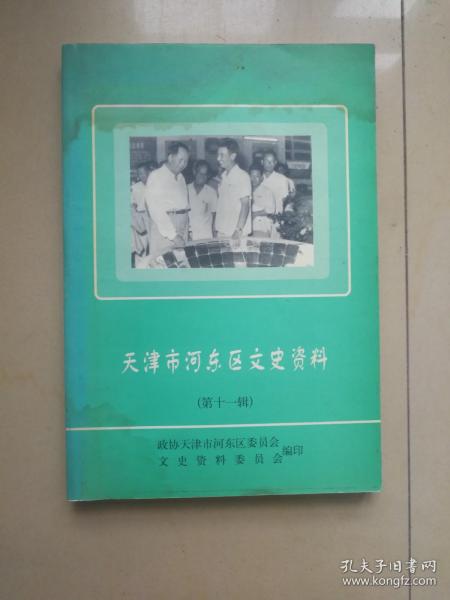 天津市河东区文史资料
(第十一辑)
政协天津市河东区委员会
文史资料委员会 编印
孔夫子旧书网
www.kongfz.com